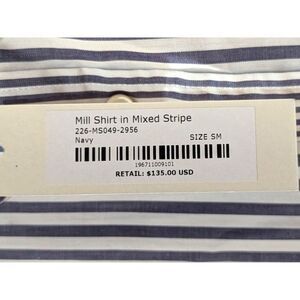 Mill Shirt in Mixed Stripe
226-MS049-2956
Navy SIZE SM
196711009101
RETAIL: $135.00 USD